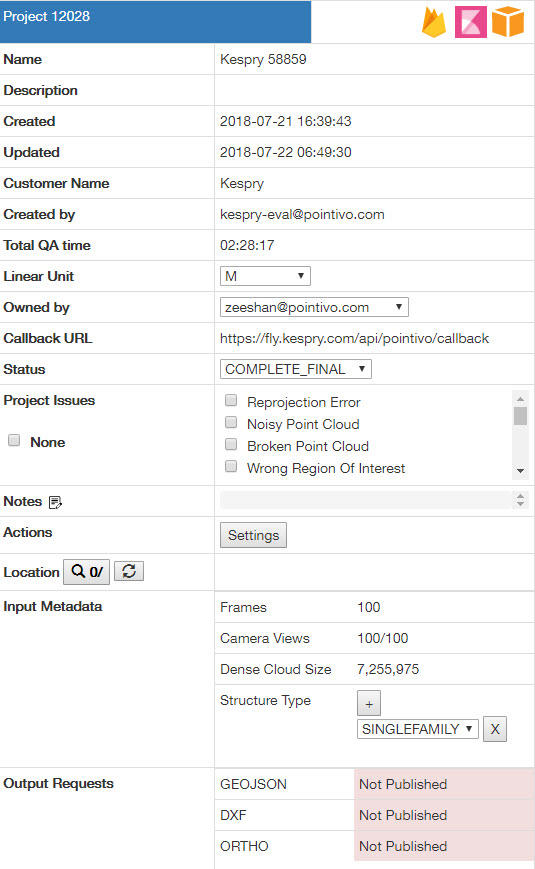 Project 12028
Name Kespry 58859
Description
Created 2018-07-21 16:39:43
Updated 2018-07-22 06:49:30
Customer Name Kespry
Created by kespry-eval@pointivo.com
Total QA time 02:28:17
Linear Unit M
Owned by zeeshan@pointivo.com
Callback URL https://fly.kespry.com/api/pointivo/callback
Status COMPLETE_FINAL
Project Issues Reprojection Error
Noisy Point Cloud
None Broken Point Cloud
Wrong Region Of Interest
Notes
Actions Settings
Location 0/
Input Metadata Frames 100
Camera Views 100/100
Dense Cloud Size 7,255,975
Structure Type +
SINGLEFAMILY X
Output Requests GEOJSON Not Published
DXF Not Published
ORTHO Not Published